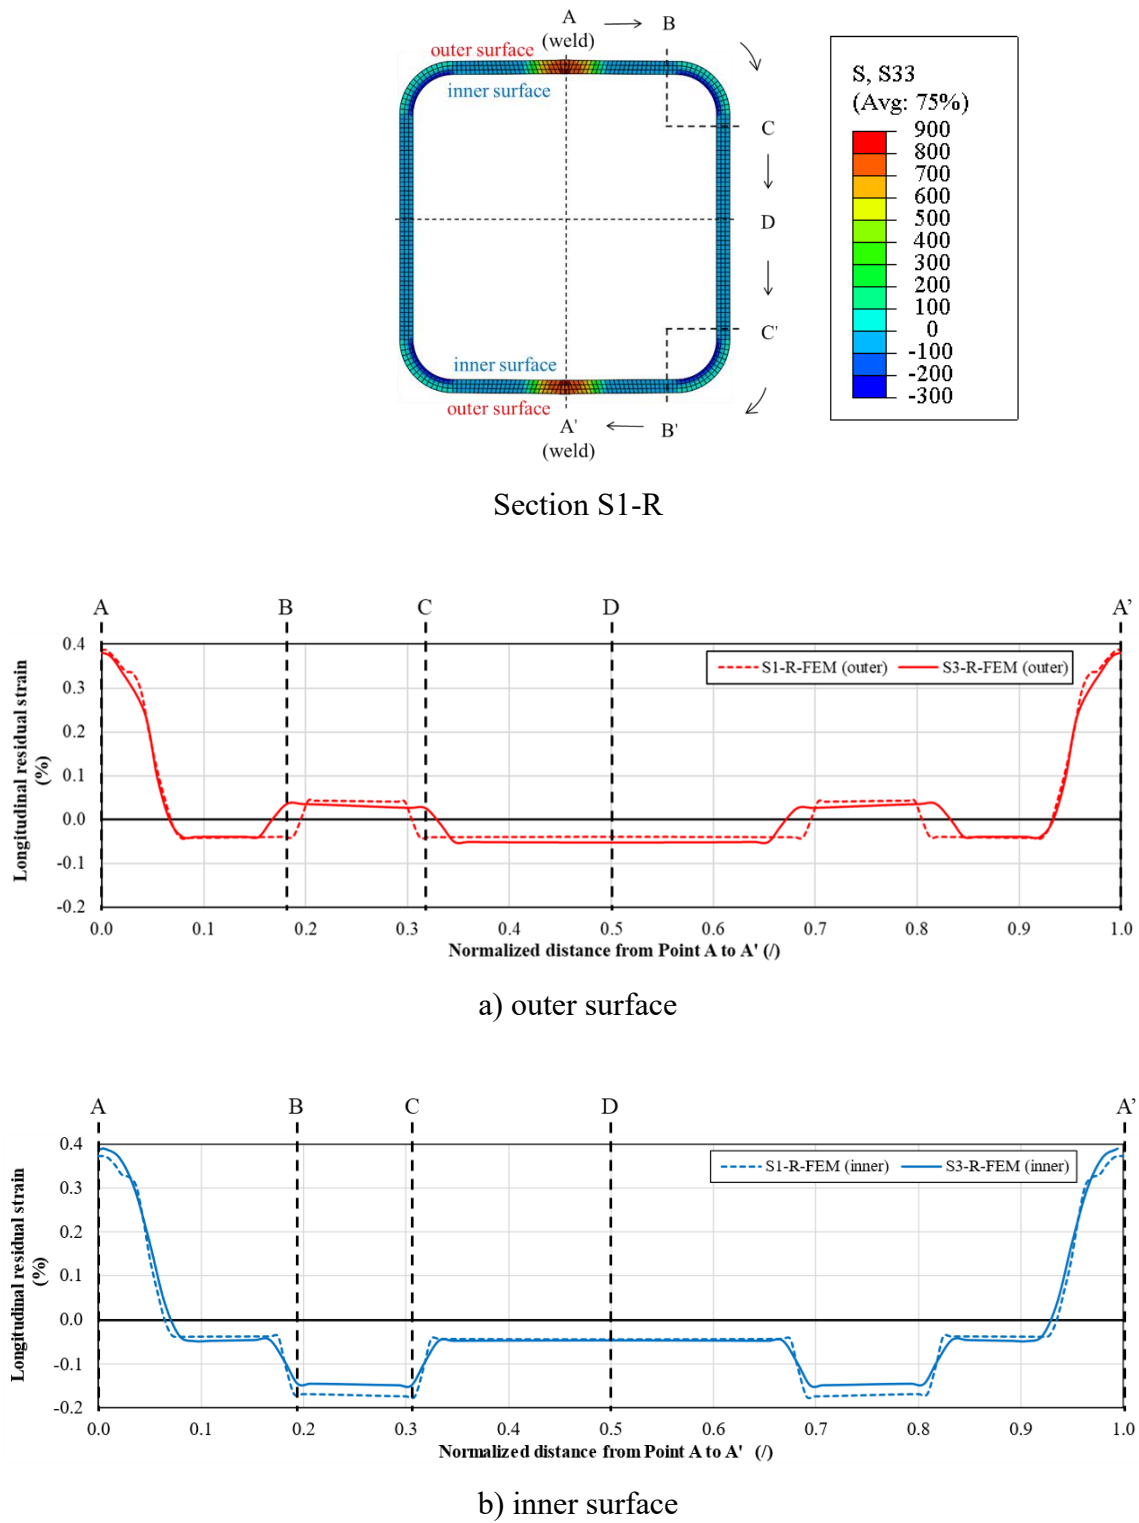 A
(weld)
B
outer surface
inner surface
C
D
C'
inner surface
outer surface
A'
(weld)
B'
S, S33
(Avg: 75%)
900
800
700
600
500
400
300
200
100
0
-100
-200
-300
Section S1-R
A
B
C
D
A’
Longitudinal residual strain
(%)
0.4
0.3
0.2
0.1
0.0
-0.1
-0.2
S1-R-FEM (outer)
S3-R-FEM (outer)
0.0 0.1 0.2 0.3 0.4 0.5 0.6 0.7 0.8 0.9 1.0
Normalized distance from Point A to A' (/)
a) outer surface
A
B
C
D
A’
Longitudinal residual strain
(%)
0.4
0.3
0.2
0.1
0.0
-0.1
-0.2
S1-R-FEM (inner)
S3-R-FEM (inner)
0.0 0.1 0.2 0.3 0.4 0.5 0.6 0.7 0.8 0.9 1.0
Normalized distance from Point A to A' (/)
b) inner surface